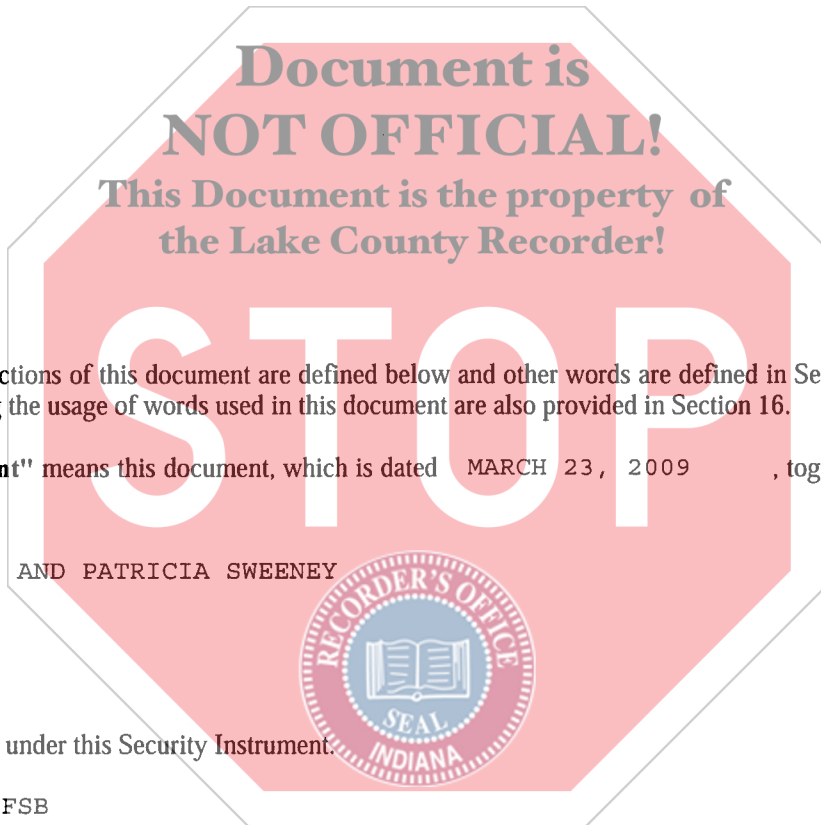 Document is
NOT OFFICIAL!
This Document is the property of
the Lake County Recorder!
STOP
ctions of this document are defined below and other words are defined in Se
the usage of words used in this document are also provided in Section 16.
nt" means this document, which is dated MARCH 23, 2009 , tog
AND PATRICIA SWEENEY
RECORDER'S OFFICE
SEAL
INDIANA
under this Security Instrument.
FSB